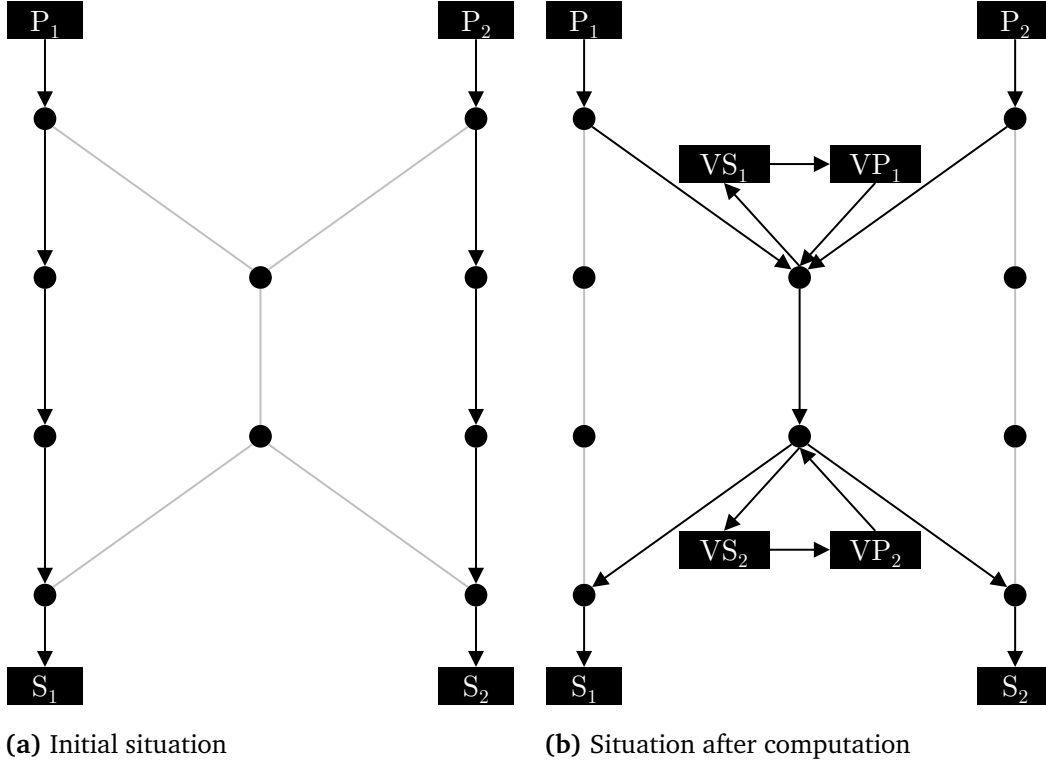 P₁ P₂ P₁ P₂
VS₁ VP₁
VS₂ VP₂
S₁ S₂ S₁ S₂
(a) Initial situation (b) Situation after computation